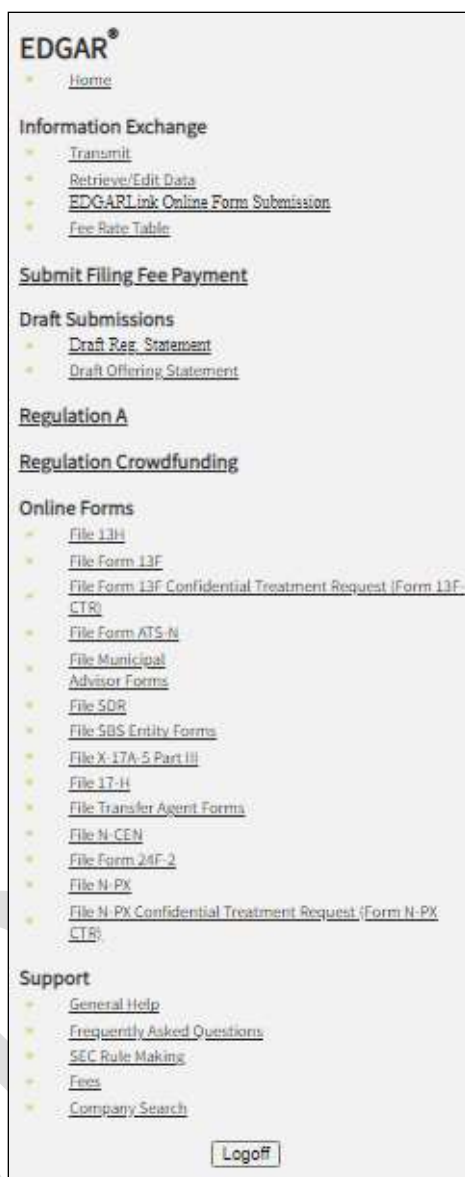 EDGAR®
Home
Information Exchange
Transmit
Retrieve/Edit Data
EDGARLink Online Form Submission
Fee Rate Table
Submit Filing Fee Payment
Draft Submissions
Draft Reg. Statement
Draft Offering Statement
Regulation A
Regulation Crowdfunding
Online Forms
File 13H
File Form 13F
File Form 13F Confidential Treatment Request (Form 13F-
CTR)
File Form ATS-N
File Municipal
Advisor Forms
File SDR
File SBS Entity Forms
File X-17A-5 Part III
File 17-H
File Transfer Agent Forms
File N-CEN
File Form 24F-2
File N-PX
File N-PX Confidential Treatment Request (Form N-PX
CTR)
Support
General Help
Frequently Asked Questions
SEC Rule Making
Fees
Company Search
Logoff